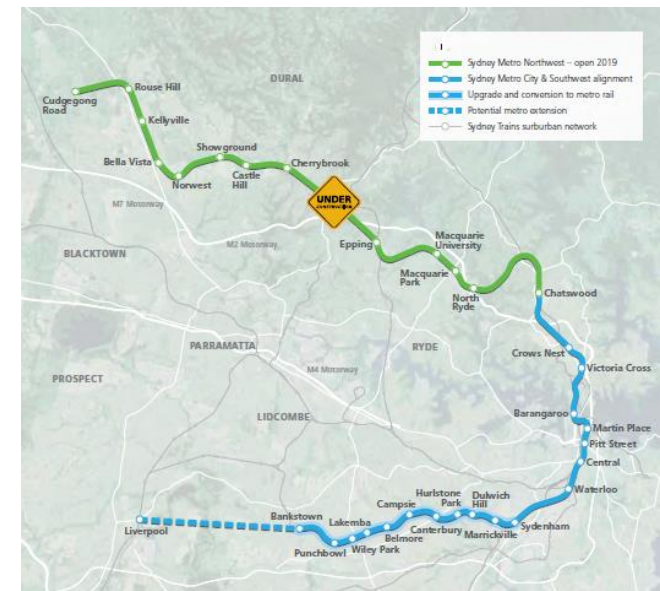 Sydney Metro Northwest – open 2019
Sydney Metro City & Southwest alignment
Upgrade and conversion to metro rail
Potential metro extension
Sydney Trains surburban network
DURAL
Rouse Hill
Cudgegong
Road
Kellyville
Showground
Bella Vista
Castle
Hill
Cherrybrook
Norwest
UNDER
M7 Motorway
M2 Motorway
Epping
Macquarie
University
BLACKTOWN
Macquarie
Park
North
Ryde
Chatswood
PARRAMATTA
RYDE
Crows Nest
M4 Motorway
Victoria Cross
PROSPECT
LIDCOMBE
Barangaroo
Martin Place
Pitt Street
Central
Waterloo
Hurlstone
Park
Dulwich
Hill
Campsie
Bankstown
Lakemba
Liverpool
Punchbowl
Wiley Park
Belmore
Canterbury
Marrickville
Sydenham